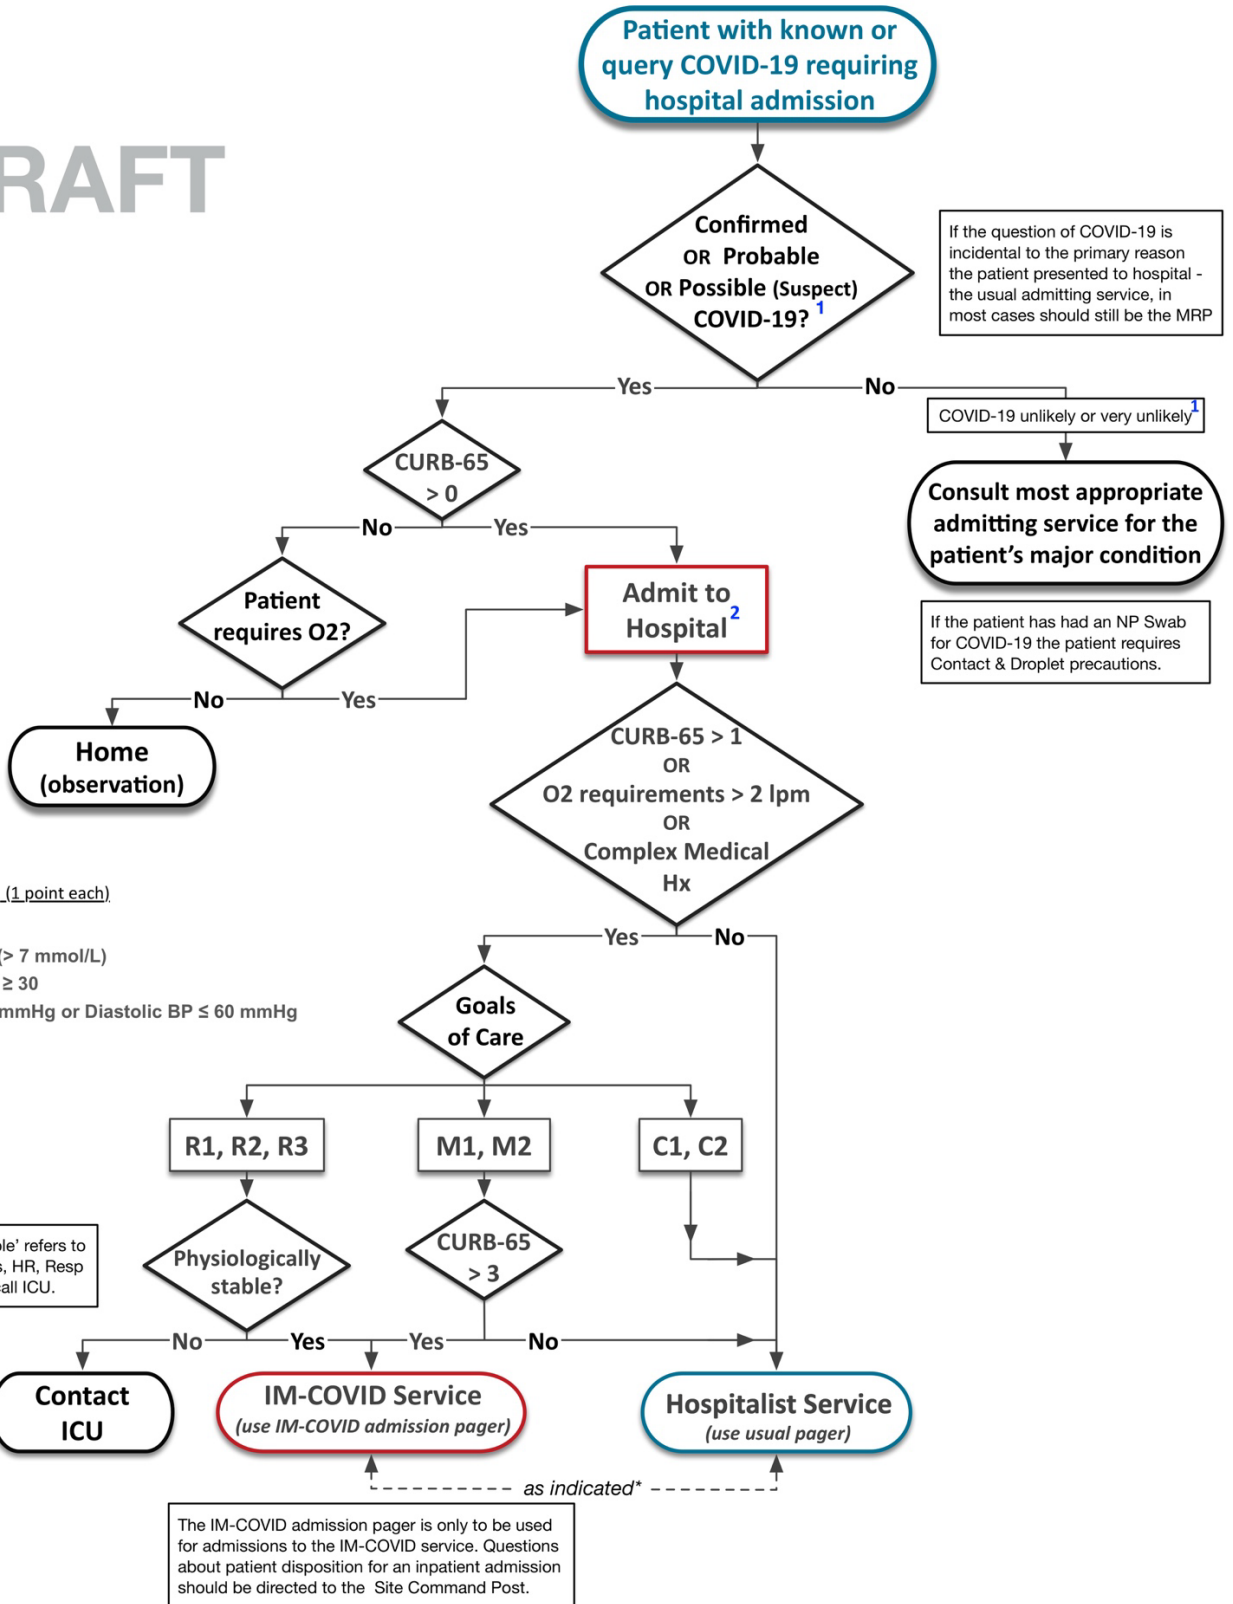 Patient with known or
query COVID-19 requiring
hospital admission
RAFT
Confirmed
OR Probable
OR Possible (Suspect)
COVID-19? 1
If the question of COVID-19 is
incidental to the primary reason
the patient presented to hospital -
the usual admitting service, in
most cases should still be the MRP
Yes
No
COVID-19 unlikely or very unlikely 1
CURB-65
> 0
Consult most appropriate
admitting service for the
patient's major condition
No
Yes
Patient
requires O2?
Admit to
Hospital 2
If the patient has had an NP Swab
for COVID-19 the patient requires
Contact & Droplet precautions.
No
Yes
Home
(observation)
CURB-65 > 1
OR
O2 requirements > 2 lpm
OR
Complex Medical
Hx
(1 point each)
(> 7 mmol/L)
≥ 30
mmHg or Diastolic BP ≤ 60 mmHg
Yes
No
Goals
of Care
R1, R2, R3
M1, M2
C1, C2
Physiologically
stable?
CURB-65
> 3
ole' refers to
s, HR, Resp
call ICU.
No
Yes
Yes
No
Contact
ICU
IM-COVID Service
(use IM-COVID admission pager)
Hospitalist Service
(use usual pager)
as indicated*
The IM-COVID admission pager is only to be used
for admissions to the IM-COVID service. Questions
about patient disposition for an inpatient admission
should be directed to the Site Command Post.